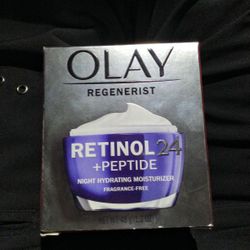 OLAY
REGENERIST
RETINOL24
+PEPTIDE
NIGHT HYDRATING MOISTURIZER
FRAGRANCE-FREE